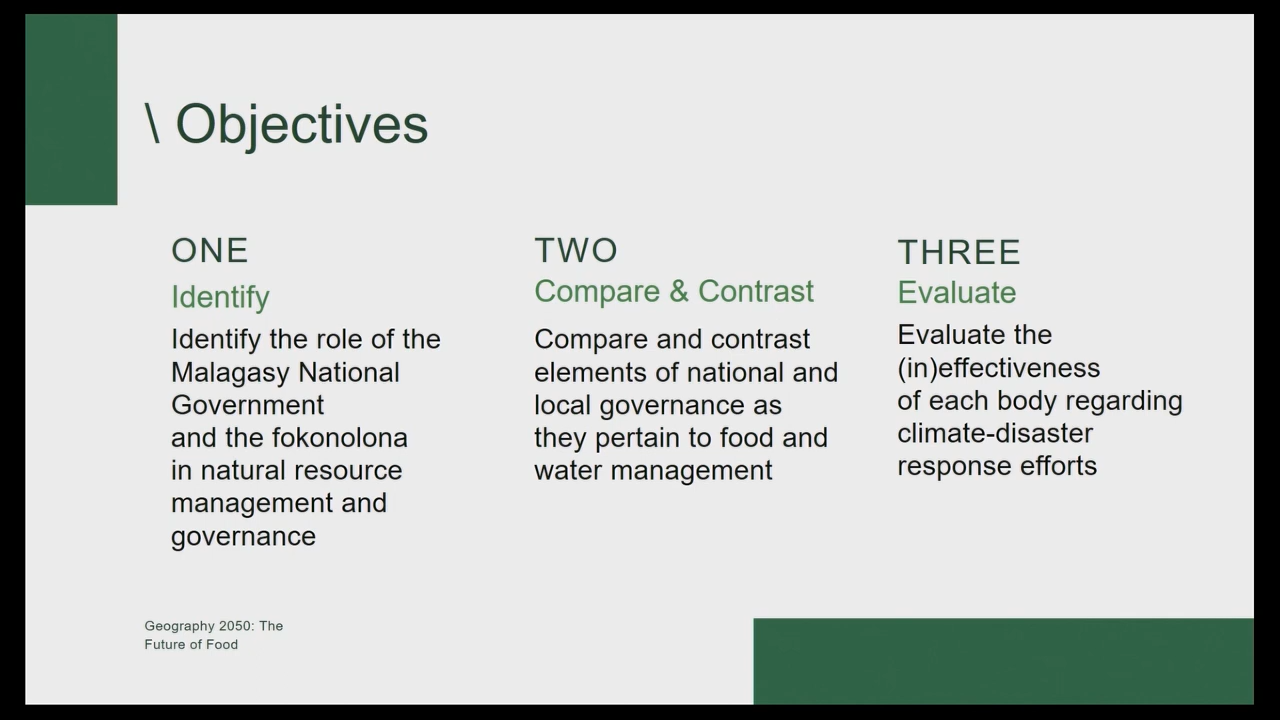 \ Objectives
ONE
Identify
Identify the role of the
Malagasy National
Government
and the fokonolona
in natural resource
management and
governance
TWO
Compare & Contrast
Compare and contrast
elements of national and
local governance as
they pertain to food and
water management
THREE
Evaluate
Evaluate the
(in)effectiveness
of each body regarding
climate-disaster
response efforts
Geography 2050: The
Future of Food